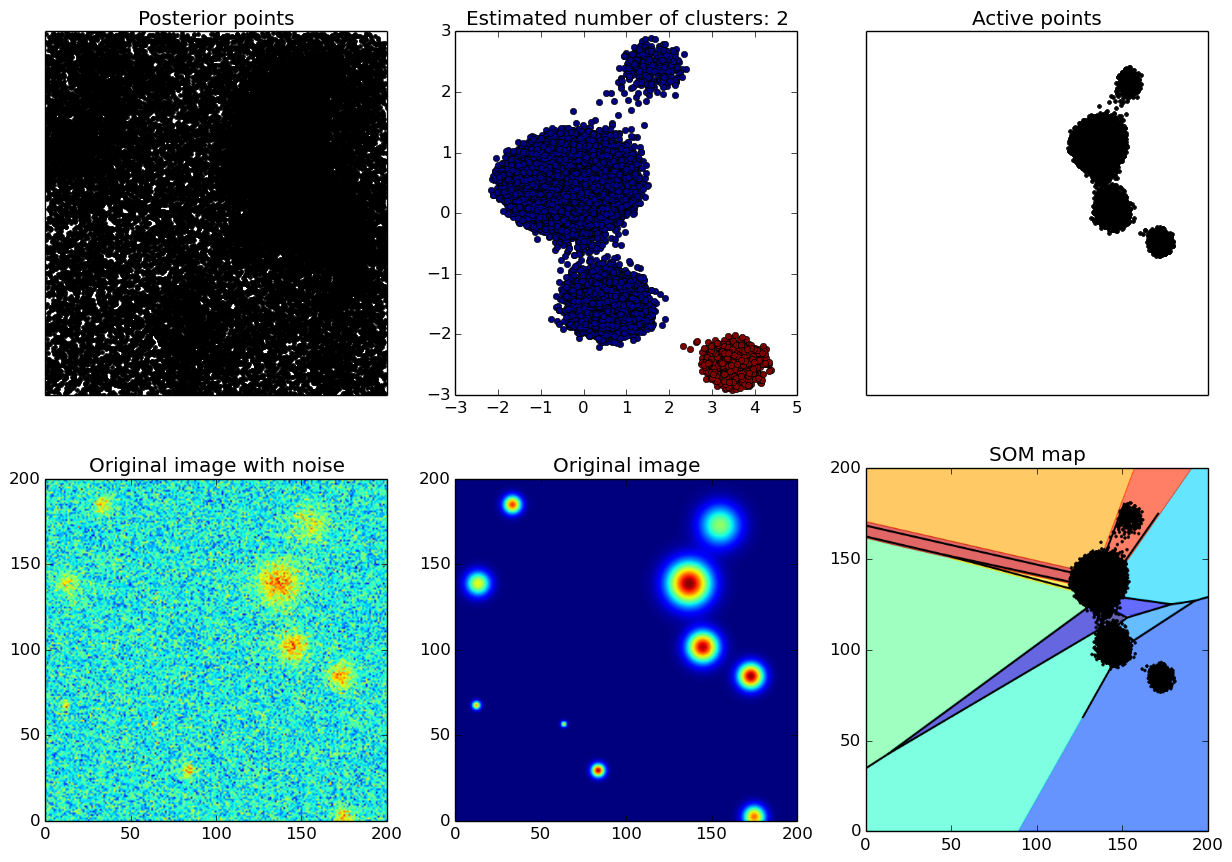 Posterior points
Estimated number of clusters: 2
Active points
3
2
1
0
−1
−2
−3
−3 −2 −1 0 1 2 3 4 5
Original image with noise
Original image
SOM map
200
150
100
50
0
0 50 100 150 200
200
150
100
50
0
0 50 100 150 200
200
150
100
50
0
0 50 100 150 200